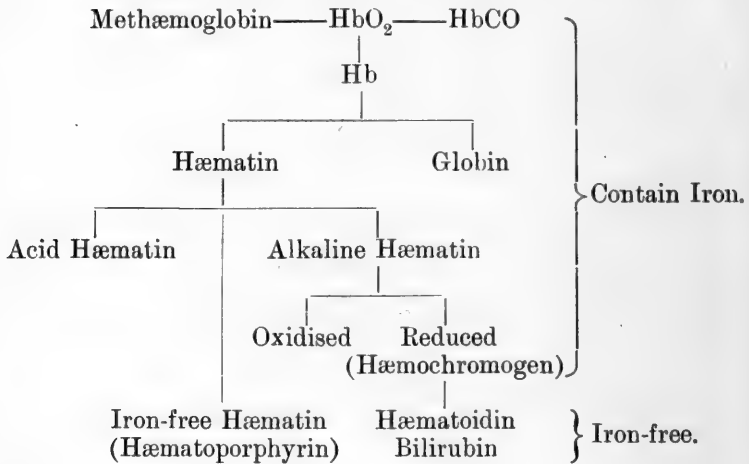 Methæmoglobin—HbO₂—HbCO
Hb
Hæmatin Globin
Contain Iron.
Acid Hæmatin Alkaline Hæmatin
Oxidised Reduced
(Hæmochromogen)
Iron-free Hæmatin Hæmatoidin
(Hæmatoporphyrin) Bilirubin
Iron-free.